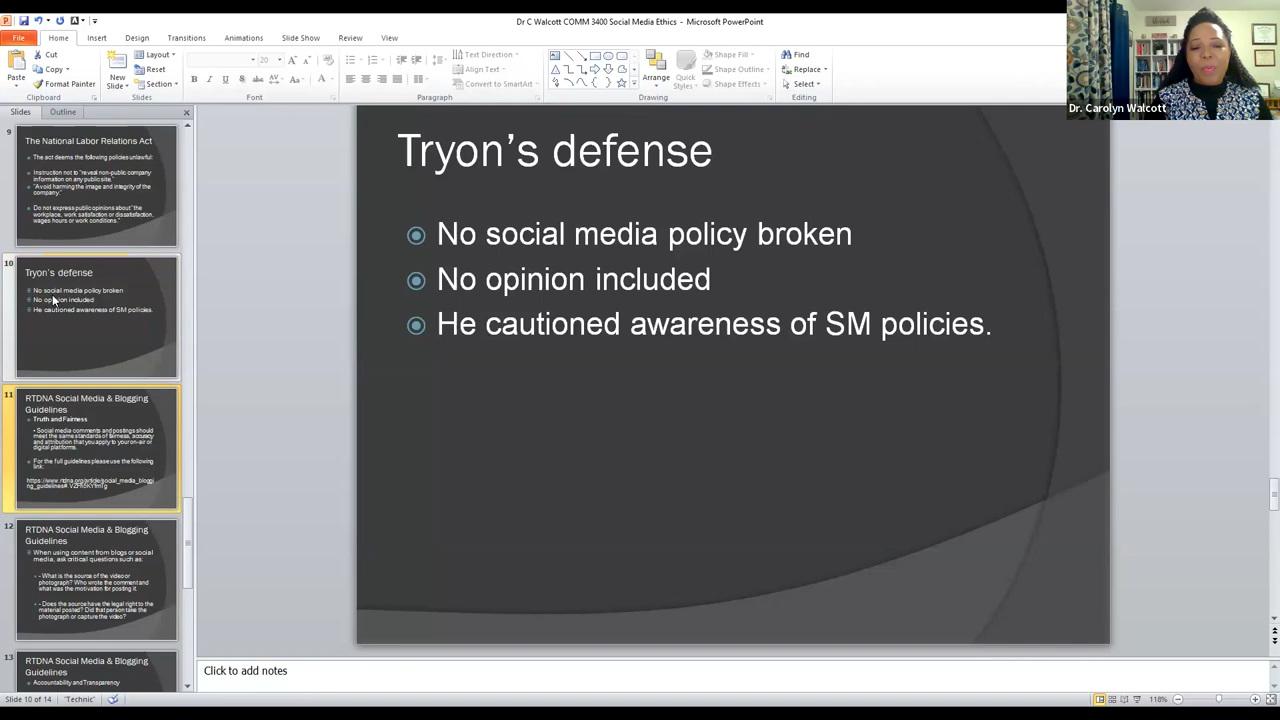 Dr C Walcott COMM 3400 Social Media Ethics - Microsoft PowerPoint
File Home Insert Design Transitions Animations Slide Show Review View
Cut
Copy
Format Painter
Paste
Clipboard
New
Slide
Layout
Reset
Section
Slides
20
B I U S abc AV Aa A
Font
Text Direction
Align Text
Convert to SmartArt
Paragraph
Arrange
Quick
Styles
Shape Fill
Shape Outline
Shape Effects
Drawing
Find
Replace
Select
Editing
Dr. Carolyn Walcott
Slides Outline
9
The National Labor Relations Act
The act deems the following policies unlawful:
Instruction not to "reveal non-public company
information on any public site."
"Avoid harming the image and integrity of the
company."
Do not express public opinions about "the
workplace, work satisfaction or dissatisfaction,
wages hours or work conditions."
10
Tryon's defense
No social media policy broken
No opinion included
He cautioned awareness of SM policies.
11
RTDNA Social Media & Blogging
Guidelines
Truth and Fairness
• Social media comments and postings should
meet the same standards of fairness, accuracy
and attribution that you apply to your on-air or
digital platforms.
For the full guidelines please use the following
link:
12
RTDNA Social Media & Blogging
Guidelines
When using content from blogs or social
media, ask critical questions such as:
- What is the source of the video or
photograph? Who wrote the comment and
what was the motivation for posting it.
- Does the source have the legal right to the
material posted? Did that person take the
photograph or capture the video?
13
RTDNA Social Media & Blogging
Guidelines
Accountability and Transparency
Tryon's defense
No social media policy broken
No opinion included
He cautioned awareness of SM policies.
Click to add notes
Slide 10 of 14 "Technic" 118%